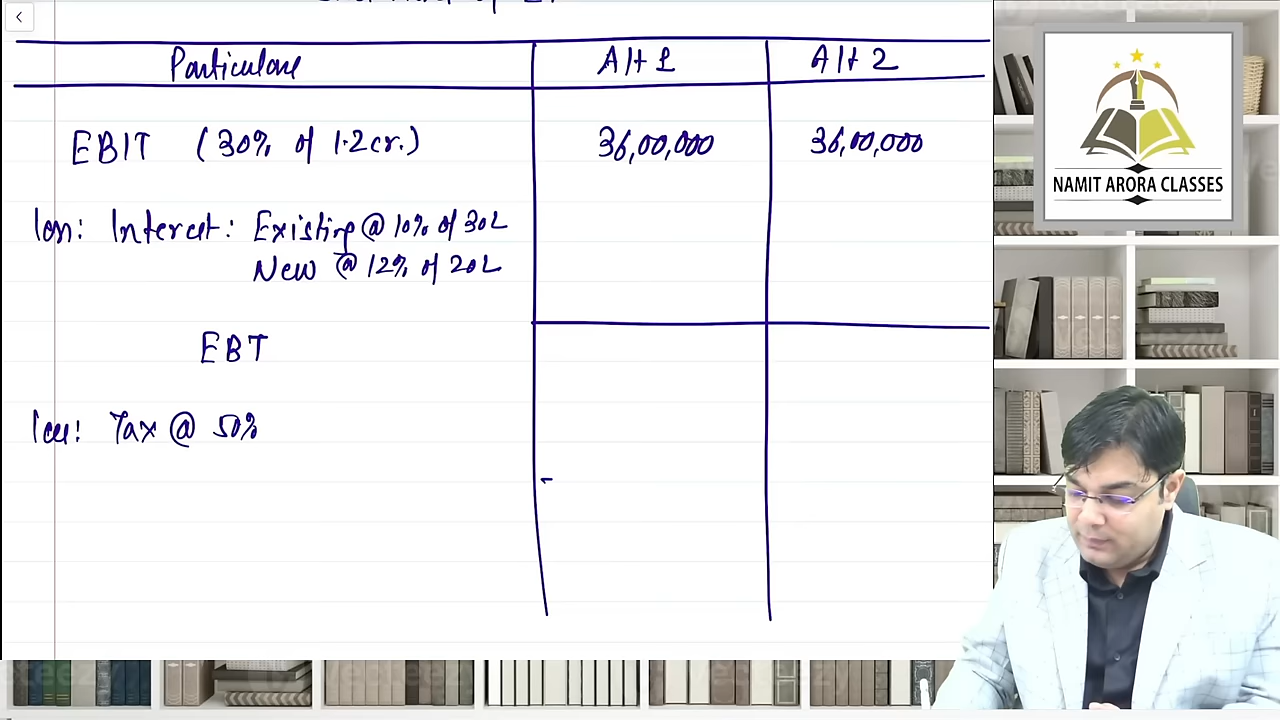 Particulars Alt 1 Alt 2
EBIT (30% of 1.2cr.) 36,00,000 36,00,000
less: Interest: Existing @ 10% of 30L
New @ 12% of 20L
EBT
less: Tax @ 50%
NAMIT ARORA CLASSES